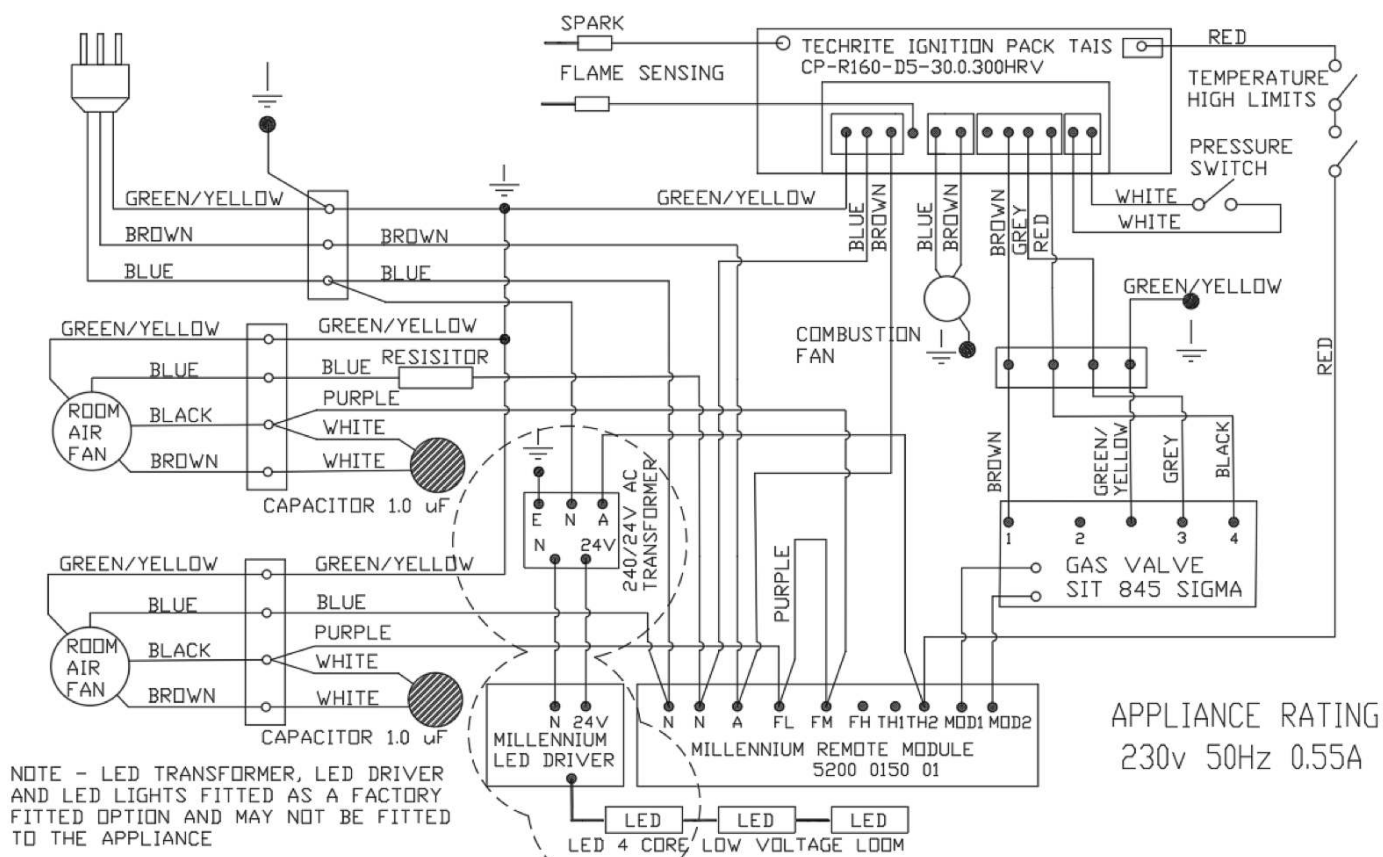 SPARK
FLAME SENSING
TECHRITE IGNITION PACK TAIS
CP-R160-D5-30.0.300HRV
RED
TEMPERATURE
HIGH LIMITS
PRESSURE
SWITCH
WHITE
WHITE
GREEN/YELLOW
BROWN
BLUE
BROWN
BLUE
GREEN/YELLOW
BLUE
BROWN
BLUE
BROWN
BROWN
GREY
RED
COMBUSTION
FAN
GREEN/YELLOW
RED
GREEN/YELLOW
BLUE
BLACK
BROWN
ROOM
AIR
FAN
GREEN/YELLOW
BLUE
RESISITOR
PURPLE
WHITE
WHITE
CAPACITOR 1.0 uF
E N A
N 24V
240/24V AC
TRANSFORMER
BROWN
GREEN/
YELLOW
GREY
BLACK
1 2 3 4
GAS VALVE
SIT 845 SIGMA
GREEN/YELLOW
BLUE
BLACK
BROWN
ROOM
AIR
FAN
GREEN/YELLOW
BLUE
PURPLE
WHITE
WHITE
CAPACITOR 1.0 uF
PURPLE
N 24V
MILLENNIUM
LED DRIVER
N N A FL FM FH TH1 TH2 MOD1 MOD2
MILLENNIUM REMOTE MODULE
5200 0150 01
APPLIANCE RATING
230v 50Hz 0.55A
NOTE - LED TRANSFORMER, LED DRIVER
AND LED LIGHTS FITTED AS A FACTORY
FITTED OPTION AND MAY NOT BE FITTED
TO THE APPLIANCE
LED LED LED
LED 4 CORE LOW VOLTAGE LOOM